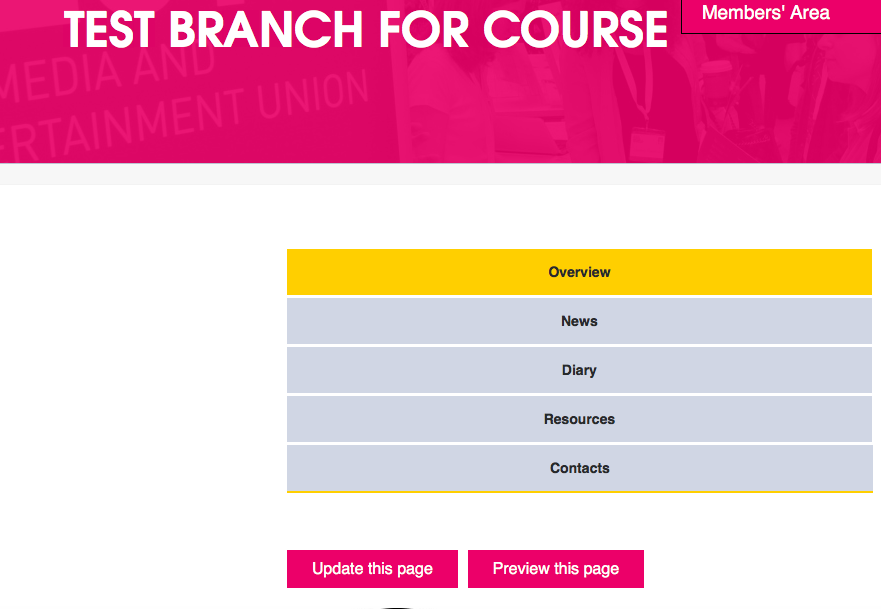 TEST BRANCH FOR COURSE
Members' Area
MEDIA AND
ERTAINMENT UNION
Overview
News
Diary
Resources
Contacts
Update this page
Preview this page